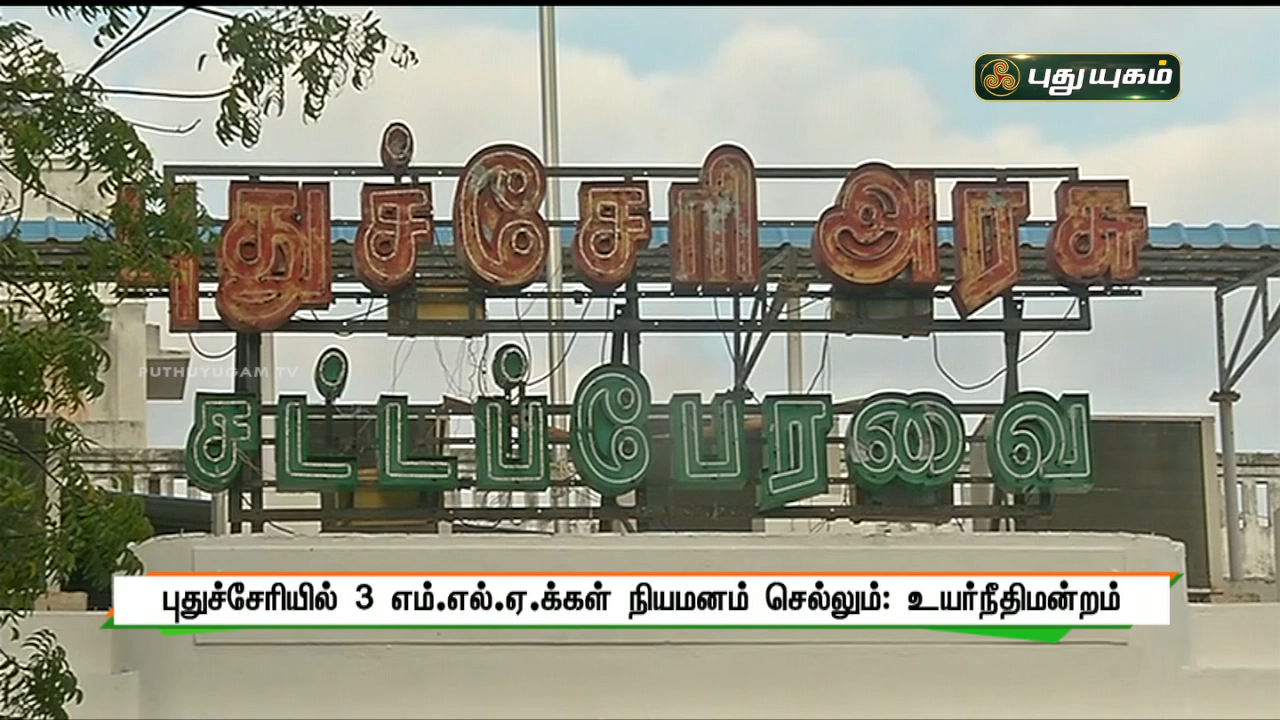 புதுயுகம்
புதுச்சேரி அரசு
PUTHUYUGAM TV
சட்டப்பேரவை
புதுச்சேரியில் 3 எம்.எல்.ஏ.க்கள் நியமனம் செல்லும்: உயர்நீதிமன்றம்